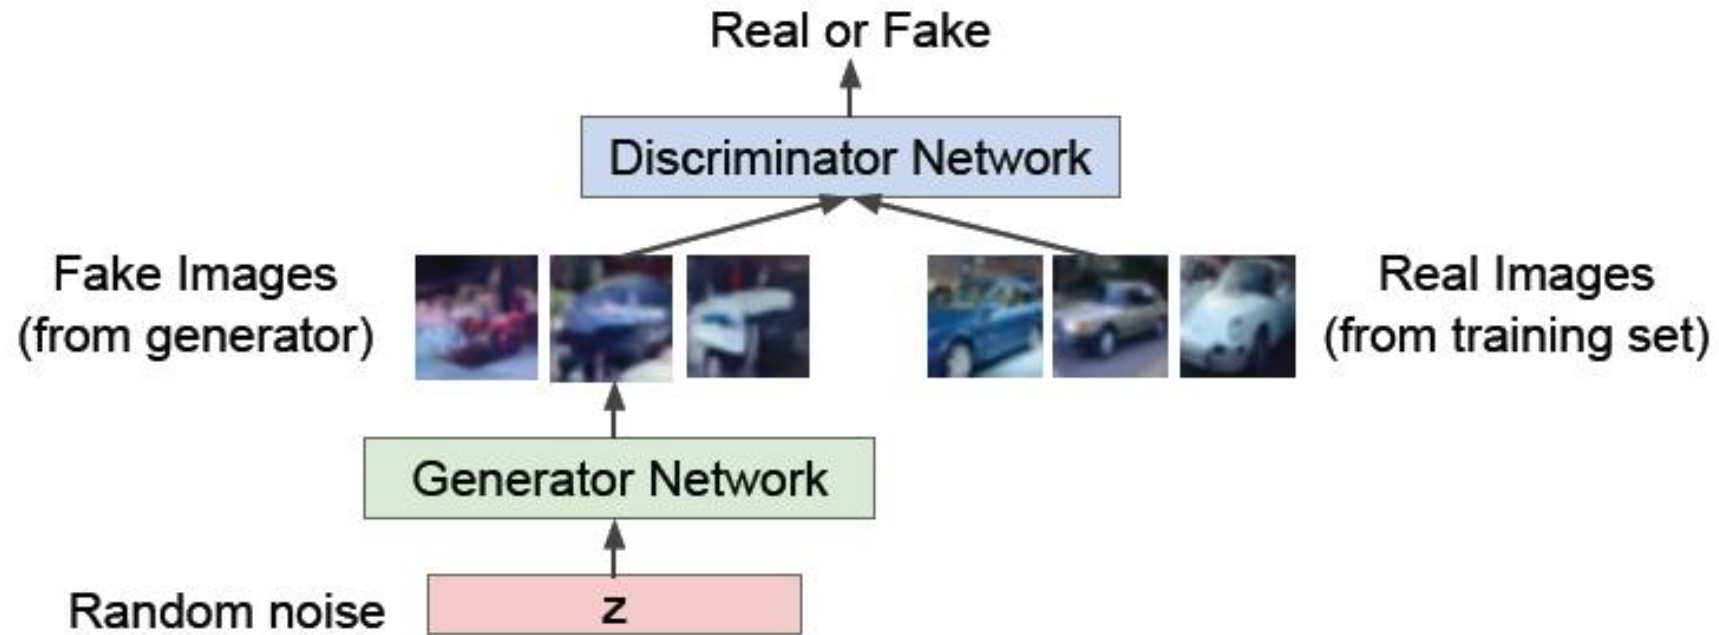 Real or Fake
Discriminator Network
Fake Images
(from generator)
Real Images
(from training set)
Generator Network
Random noise
z